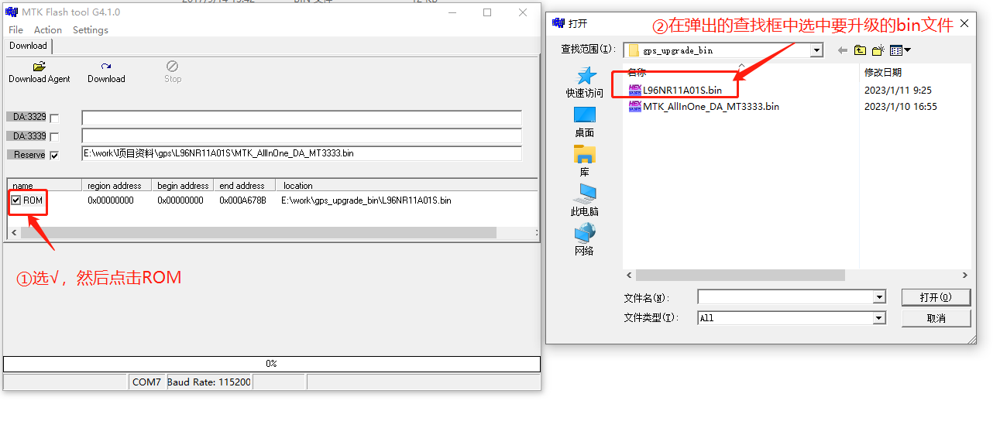 MTK Flash tool G4.1.0
File Action Settings
Download
Download Agent Download Stop
DA:3329
DA:3339
Reserve E:\work\项目资料\gps\L96NR11A01S\MTK_AllInOne_DA_MT3333.bin
name region address begin address end address location
ROM 0x00000000 0x00000000 0x000A678B E:\work\gps_upgrade_bin\L96NR11A01S.bin
①选√，然后点击ROM
0%
COM7 Baud Rate: 115200
打开
②在弹出的查找框中选中要升级的bin文件
查找范围(I): gps_upgrade_bin
名称 修改日期
L96NR11A01S.bin 2023/1/11 9:25
MTK_AllInOne_DA_MT3333.bin 2023/1/10 16:55
快速访问
桌面
库
此电脑
网络
文件名(N): 打开(O)
文件类型(T): All 取消